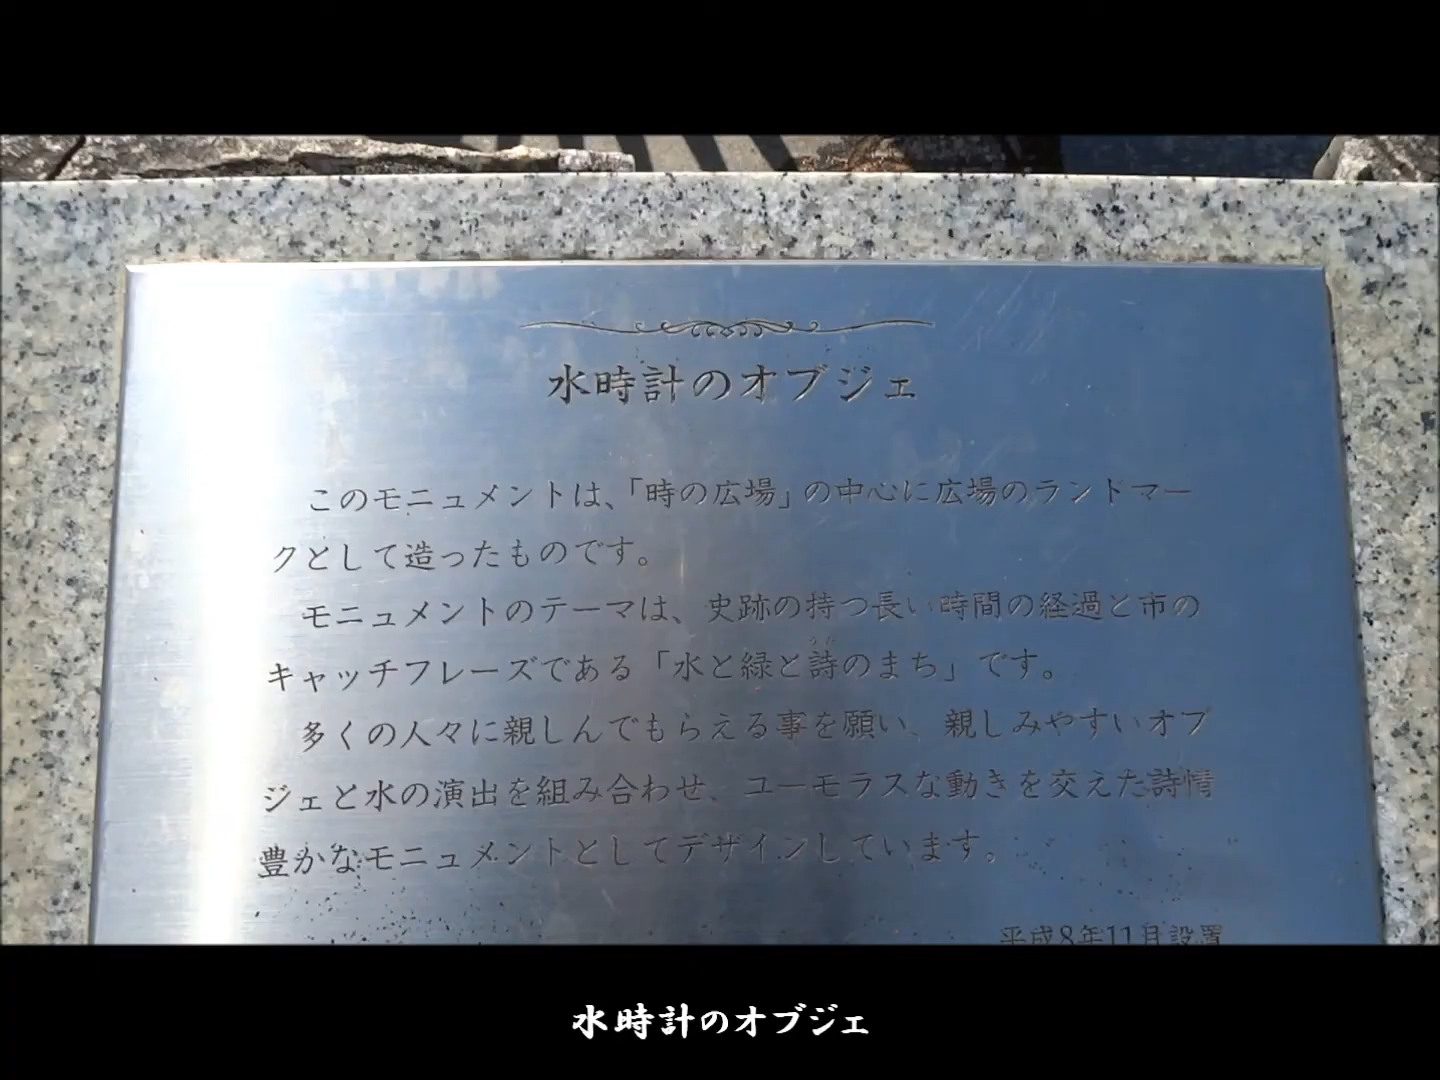 水時計のオブジェ
このモニュメントは、「時の広場」の中心に広場のランドマー
クとして造ったものです。
モニュメントのテーマは、史跡の持つ長い時間の経過と市の
うた
キャッチフレーズである「水と緑と詩のまち」です。
多くの人々に親しんでもらえる事を願い、親しみやすいオブ
ジェと水の演出を組み合わせ、ユーモラスな動きを交えた詩情
豊かなモニュメントとしてデザインしています。
平成8年11月設置
水時計のオブジェ